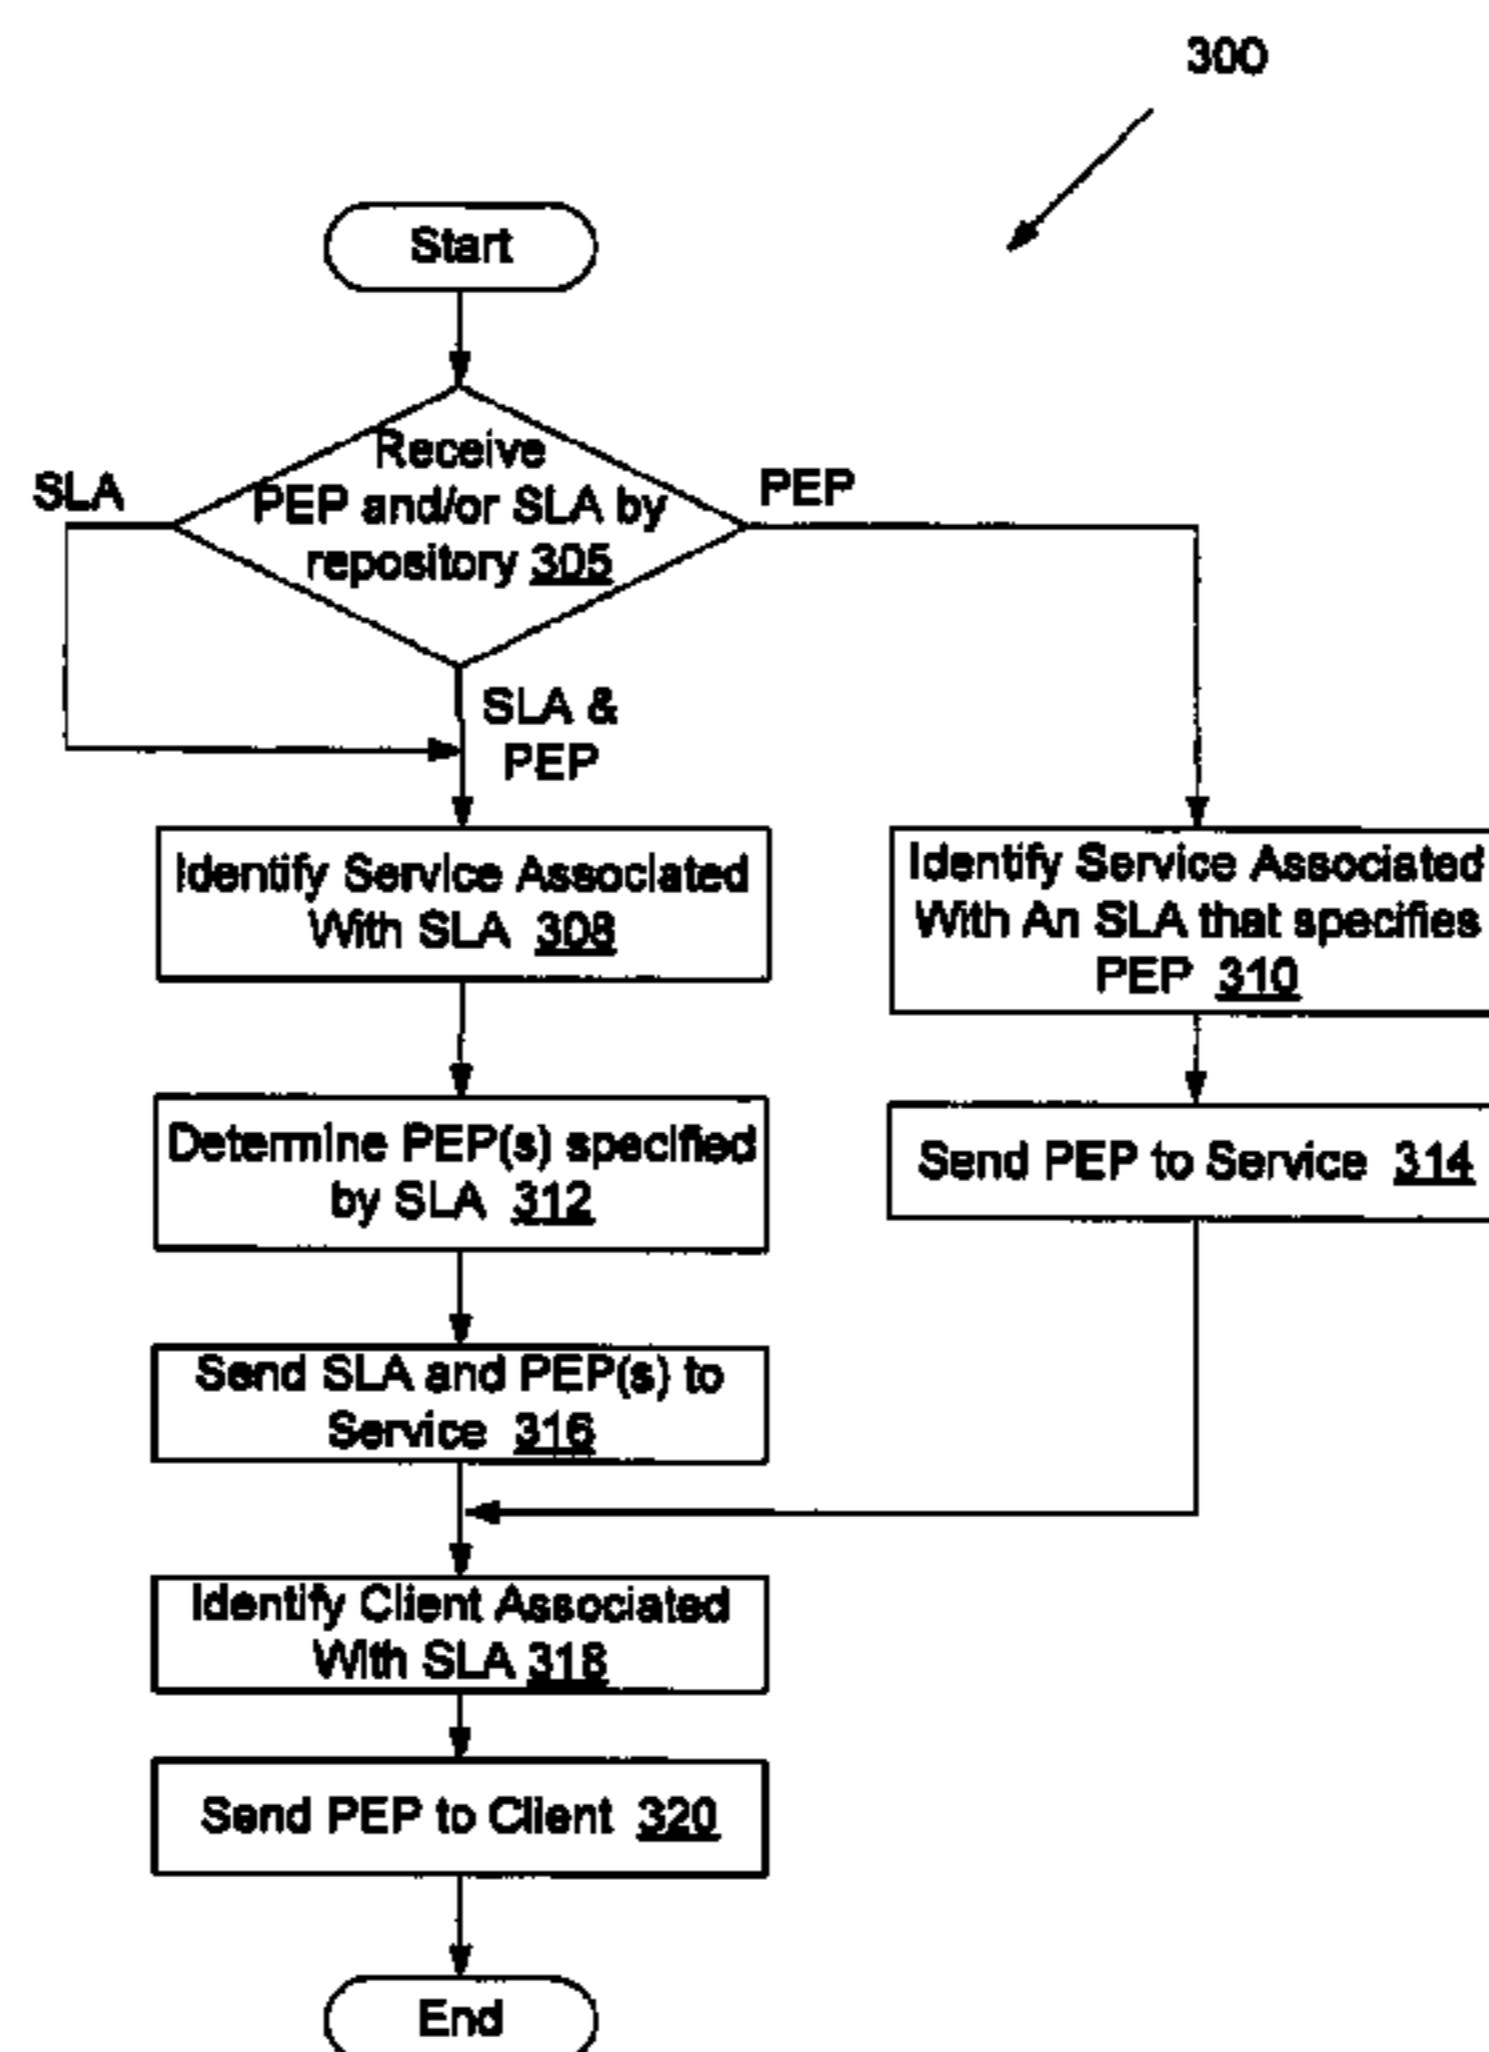 300
Start
Receive
PEP and/or SLA by
repository 305
SLA
PEP
SLA &
PEP
Identify Service Associated
With SLA 308
Identify Service Associated
With An SLA that specifies
PEP 310
Determine PEP(s) specified
by SLA 312
Send PEP to Service 314
Send SLA and PEP(s) to
Service 316
Identify Client Associated
With SLA 318
Send PEP to Client 320
End